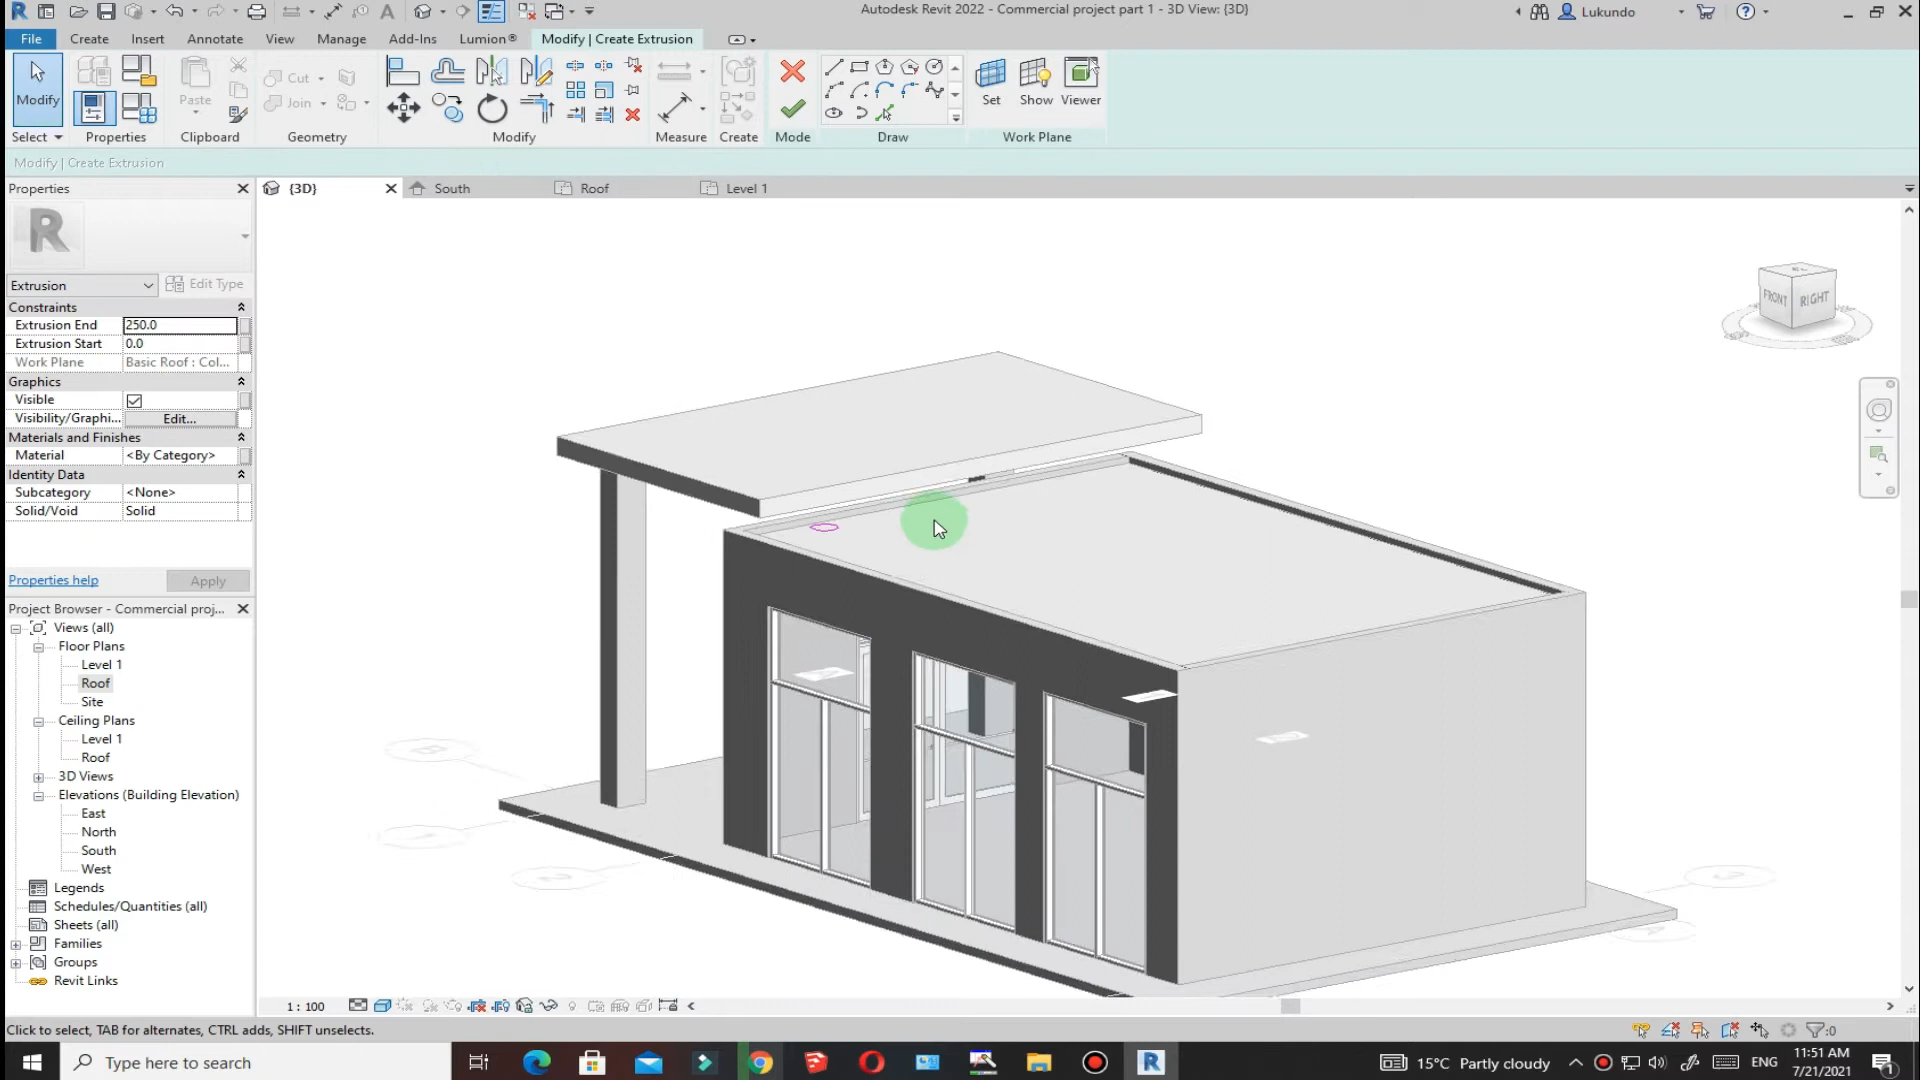 Autodesk Revit 2022 - Commercial project part 1 - 3D View: {3D}
Lukundo
File
Create
Insert
Annotate
View
Manage
Add-Ins
Lumion®
Modify | Create Extrusion
Modify
Paste
Cut
Join
Set
Show
Viewer
Select
Properties
Clipboard
Geometry
Modify
Measure
Create
Mode
Draw
Work Plane
Modify | Create Extrusion
Properties
{3D}
South
Roof
Level 1
Extrusion
Edit Type
Constraints
Extrusion End 250.0
Extrusion Start 0.0
Work Plane Basic Roof : Col...
Graphics
Visible
Visibility/Graphi... Edit...
Materials and Finishes
Material <By Category>
Identity Data
Subcategory <None>
Solid/Void Solid
Properties help
Apply
Project Browser - Commercial proj...
Views (all)
Floor Plans
Level 1
Roof
Site
Ceiling Plans
Level 1
Roof
3D Views
Elevations (Building Elevation)
East
North
South
West
Legends
Schedules/Quantities (all)
Sheets (all)
Families
Groups
Revit Links
FRONT
RIGHT
1 : 100
Click to select, TAB for alternates, CTRL adds, SHIFT unselects.
:0
Type here to search
15°C Partly cloudy
ENG
11:51 AM
7/21/2021
1